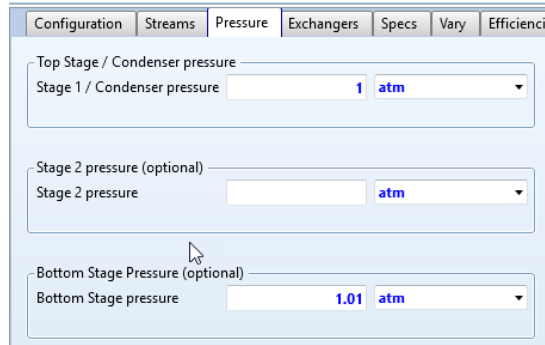 Configuration Streams Pressure Exchangers Specs Vary Efficienci
Top Stage / Condenser pressure
Stage 1 / Condenser pressure 1 atm
Stage 2 pressure (optional)
Stage 2 pressure atm
Bottom Stage Pressure (optional)
Bottom Stage pressure 1.01 atm